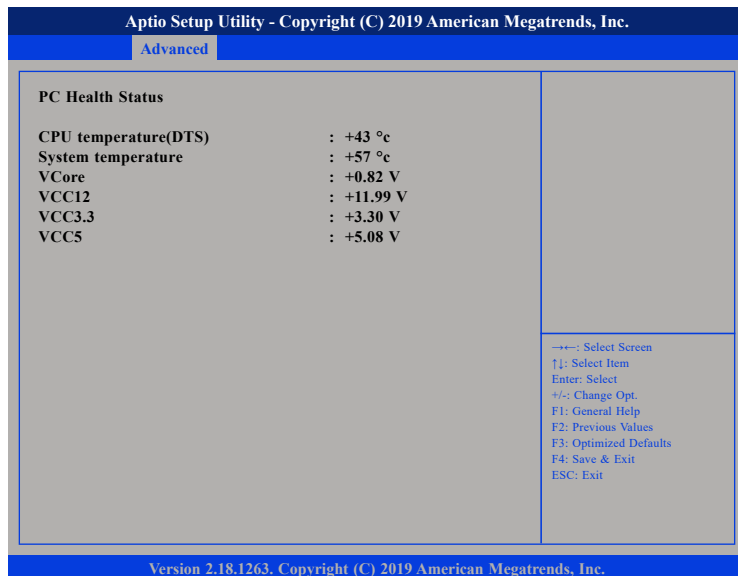 Aptio Setup Utility - Copyright (C) 2019 American Megatrends, Inc.
Advanced
PC Health Status
CPU temperature(DTS) : +43 °c
System temperature : +57 °c
VCore : +0.82 V
VCC12 : +11.99 V
VCC3.3 : +3.30 V
VCC5 : +5.08 V
→←: Select Screen
↑↓: Select Item
Enter: Select
+/-: Change Opt.
F1: General Help
F2: Previous Values
F3: Optimized Defaults
F4: Save & Exit
ESC: Exit
Version 2.18.1263. Copyright (C) 2019 American Megatrends, Inc.